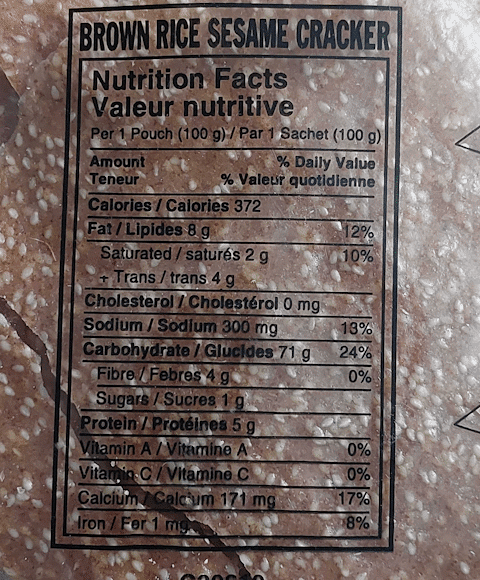 BROWN RICE SESAME CRACKER
Nutrition Facts
Valeur nutritive
Per 1 Pouch (100 g) / Par 1 Sachet (100 g)
Amount % Daily Value
Teneur % Valeur quotidienne
Calories / Calories 372
Fat / Lipides 8 g 12%
Saturated / saturés 2 g 10%
+ Trans / trans 4 g
Cholesterol / Cholestérol 0 mg
Sodium / Sodium 300 mg 13%
Carbohydrate / Glucides 71 g 24%
Fibre / Febres 4 g 0%
Sugars / Sucres 1 g
Protein / Protéines 5 g
Vitamin A / Vitamine A 0%
Vitamin C / Vitamine C 0%
Calcium / Calcium 171 mg 17%
Iron / Fer 1 mg 8%